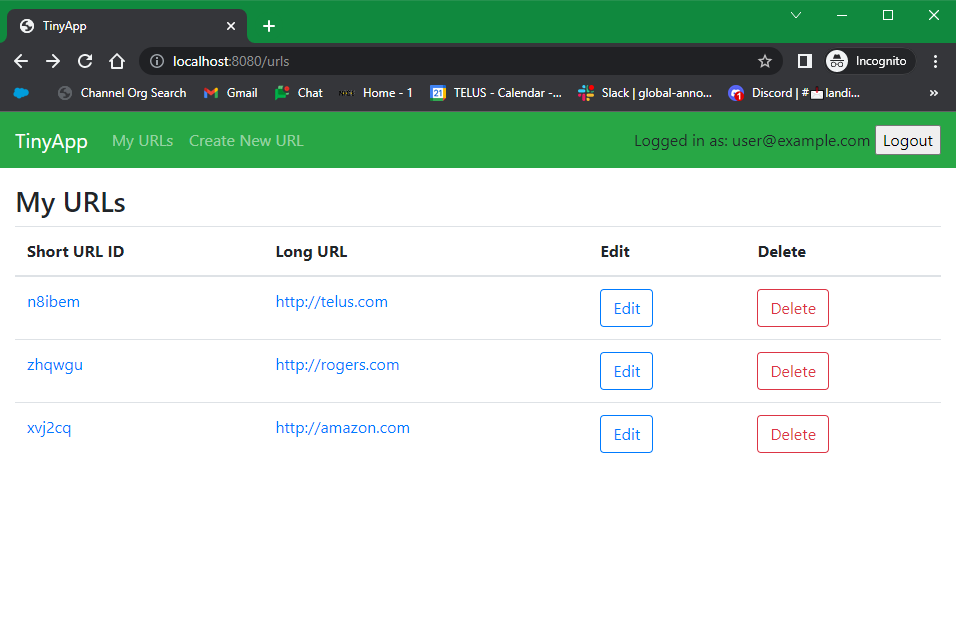 TinyApp
localhost:8080/urls
Incognito
Channel Org Search Gmail Chat Home - 1 21 TELUS - Calendar -... Slack | global-anno... Discord | # landi... »
TinyApp My URLs Create New URL Logged in as: user@example.com Logout
My URLs
Short URL ID Long URL Edit Delete
n8ibem http://telus.com Edit Delete
zhqwgu http://rogers.com Edit Delete
xvj2cq http://amazon.com Edit Delete